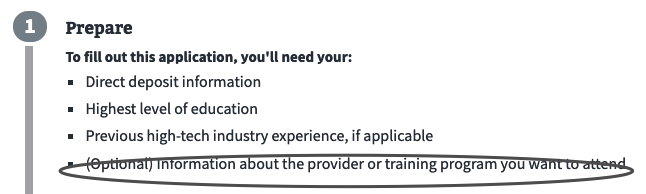 1 Prepare
To fill out this application, you'll need your:
Direct deposit information
Highest level of education
Previous high-tech industry experience, if applicable
(Optional) Information about the provider or training program you want to attend